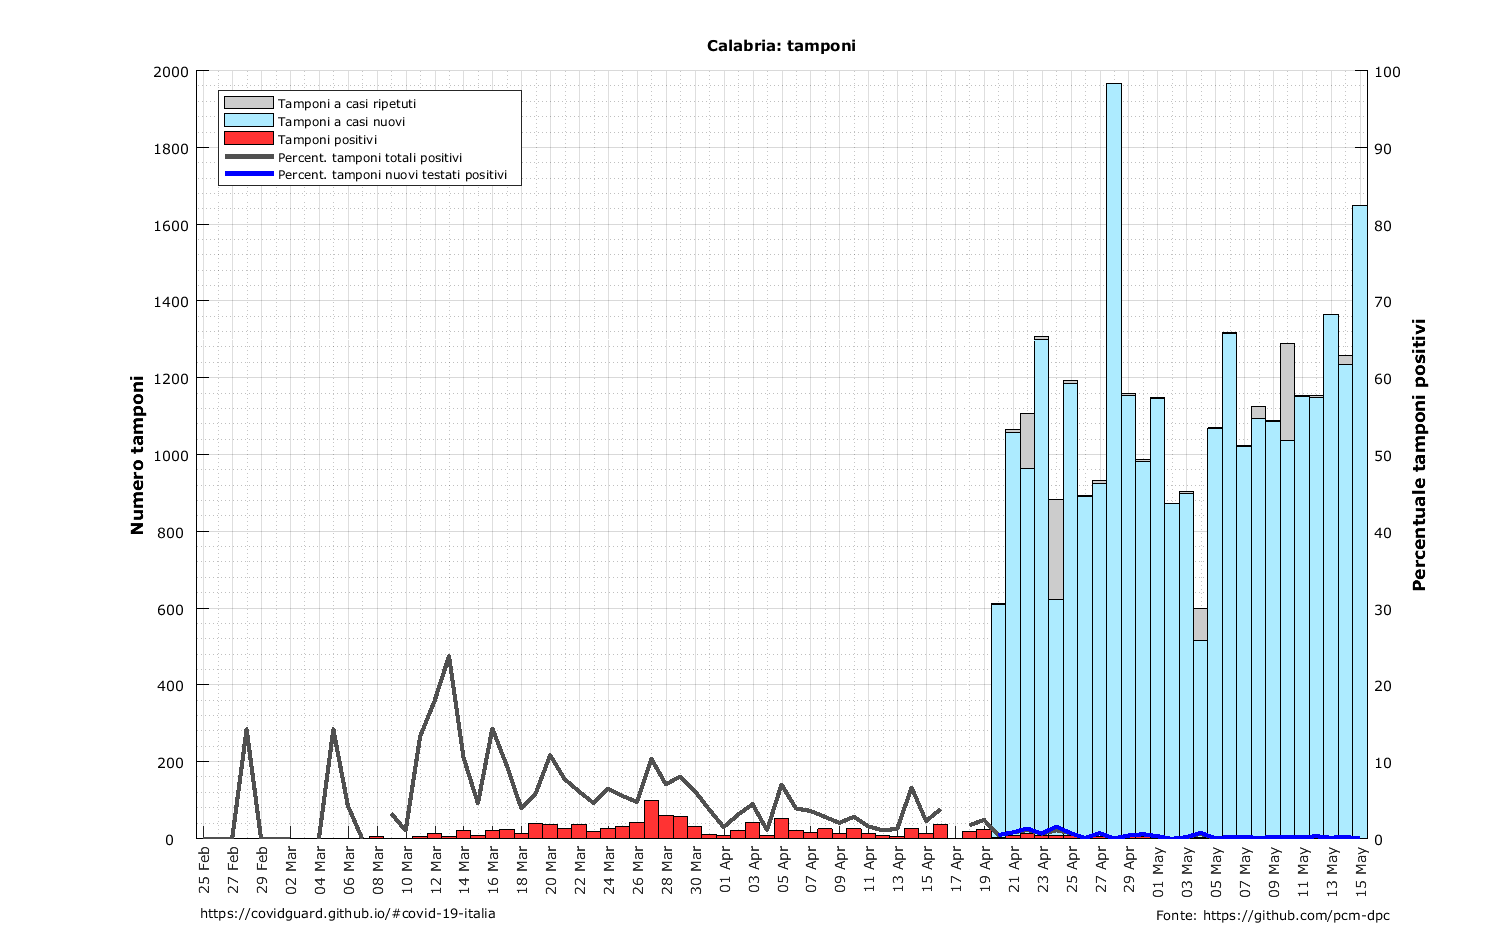 Calabria: tamponi
2000
1800
1600
1400
1200
1000
800
600
400
200
0
100
90
80
70
60
50
40
30
20
10
0
Numero tamponi
Percentuale tamponi positivi
Tamponi a casi ripetuti
Tamponi a casi nuovi
Tamponi positivi
Percent. tamponi totali positivi
Percent. tamponi nuovi testati positivi
25 Feb
27 Feb
29 Feb
02 Mar
04 Mar
06 Mar
08 Mar
10 Mar
12 Mar
14 Mar
16 Mar
18 Mar
20 Mar
22 Mar
24 Mar
26 Mar
28 Mar
30 Mar
01 Apr
03 Apr
05 Apr
07 Apr
09 Apr
11 Apr
13 Apr
15 Apr
17 Apr
19 Apr
21 Apr
23 Apr
25 Apr
27 Apr
29 Apr
01 May
03 May
05 May
07 May
09 May
11 May
13 May
15 May
https://covidguard.github.io/#covid-19-italia
Fonte: https://github.com/pcm-dpc